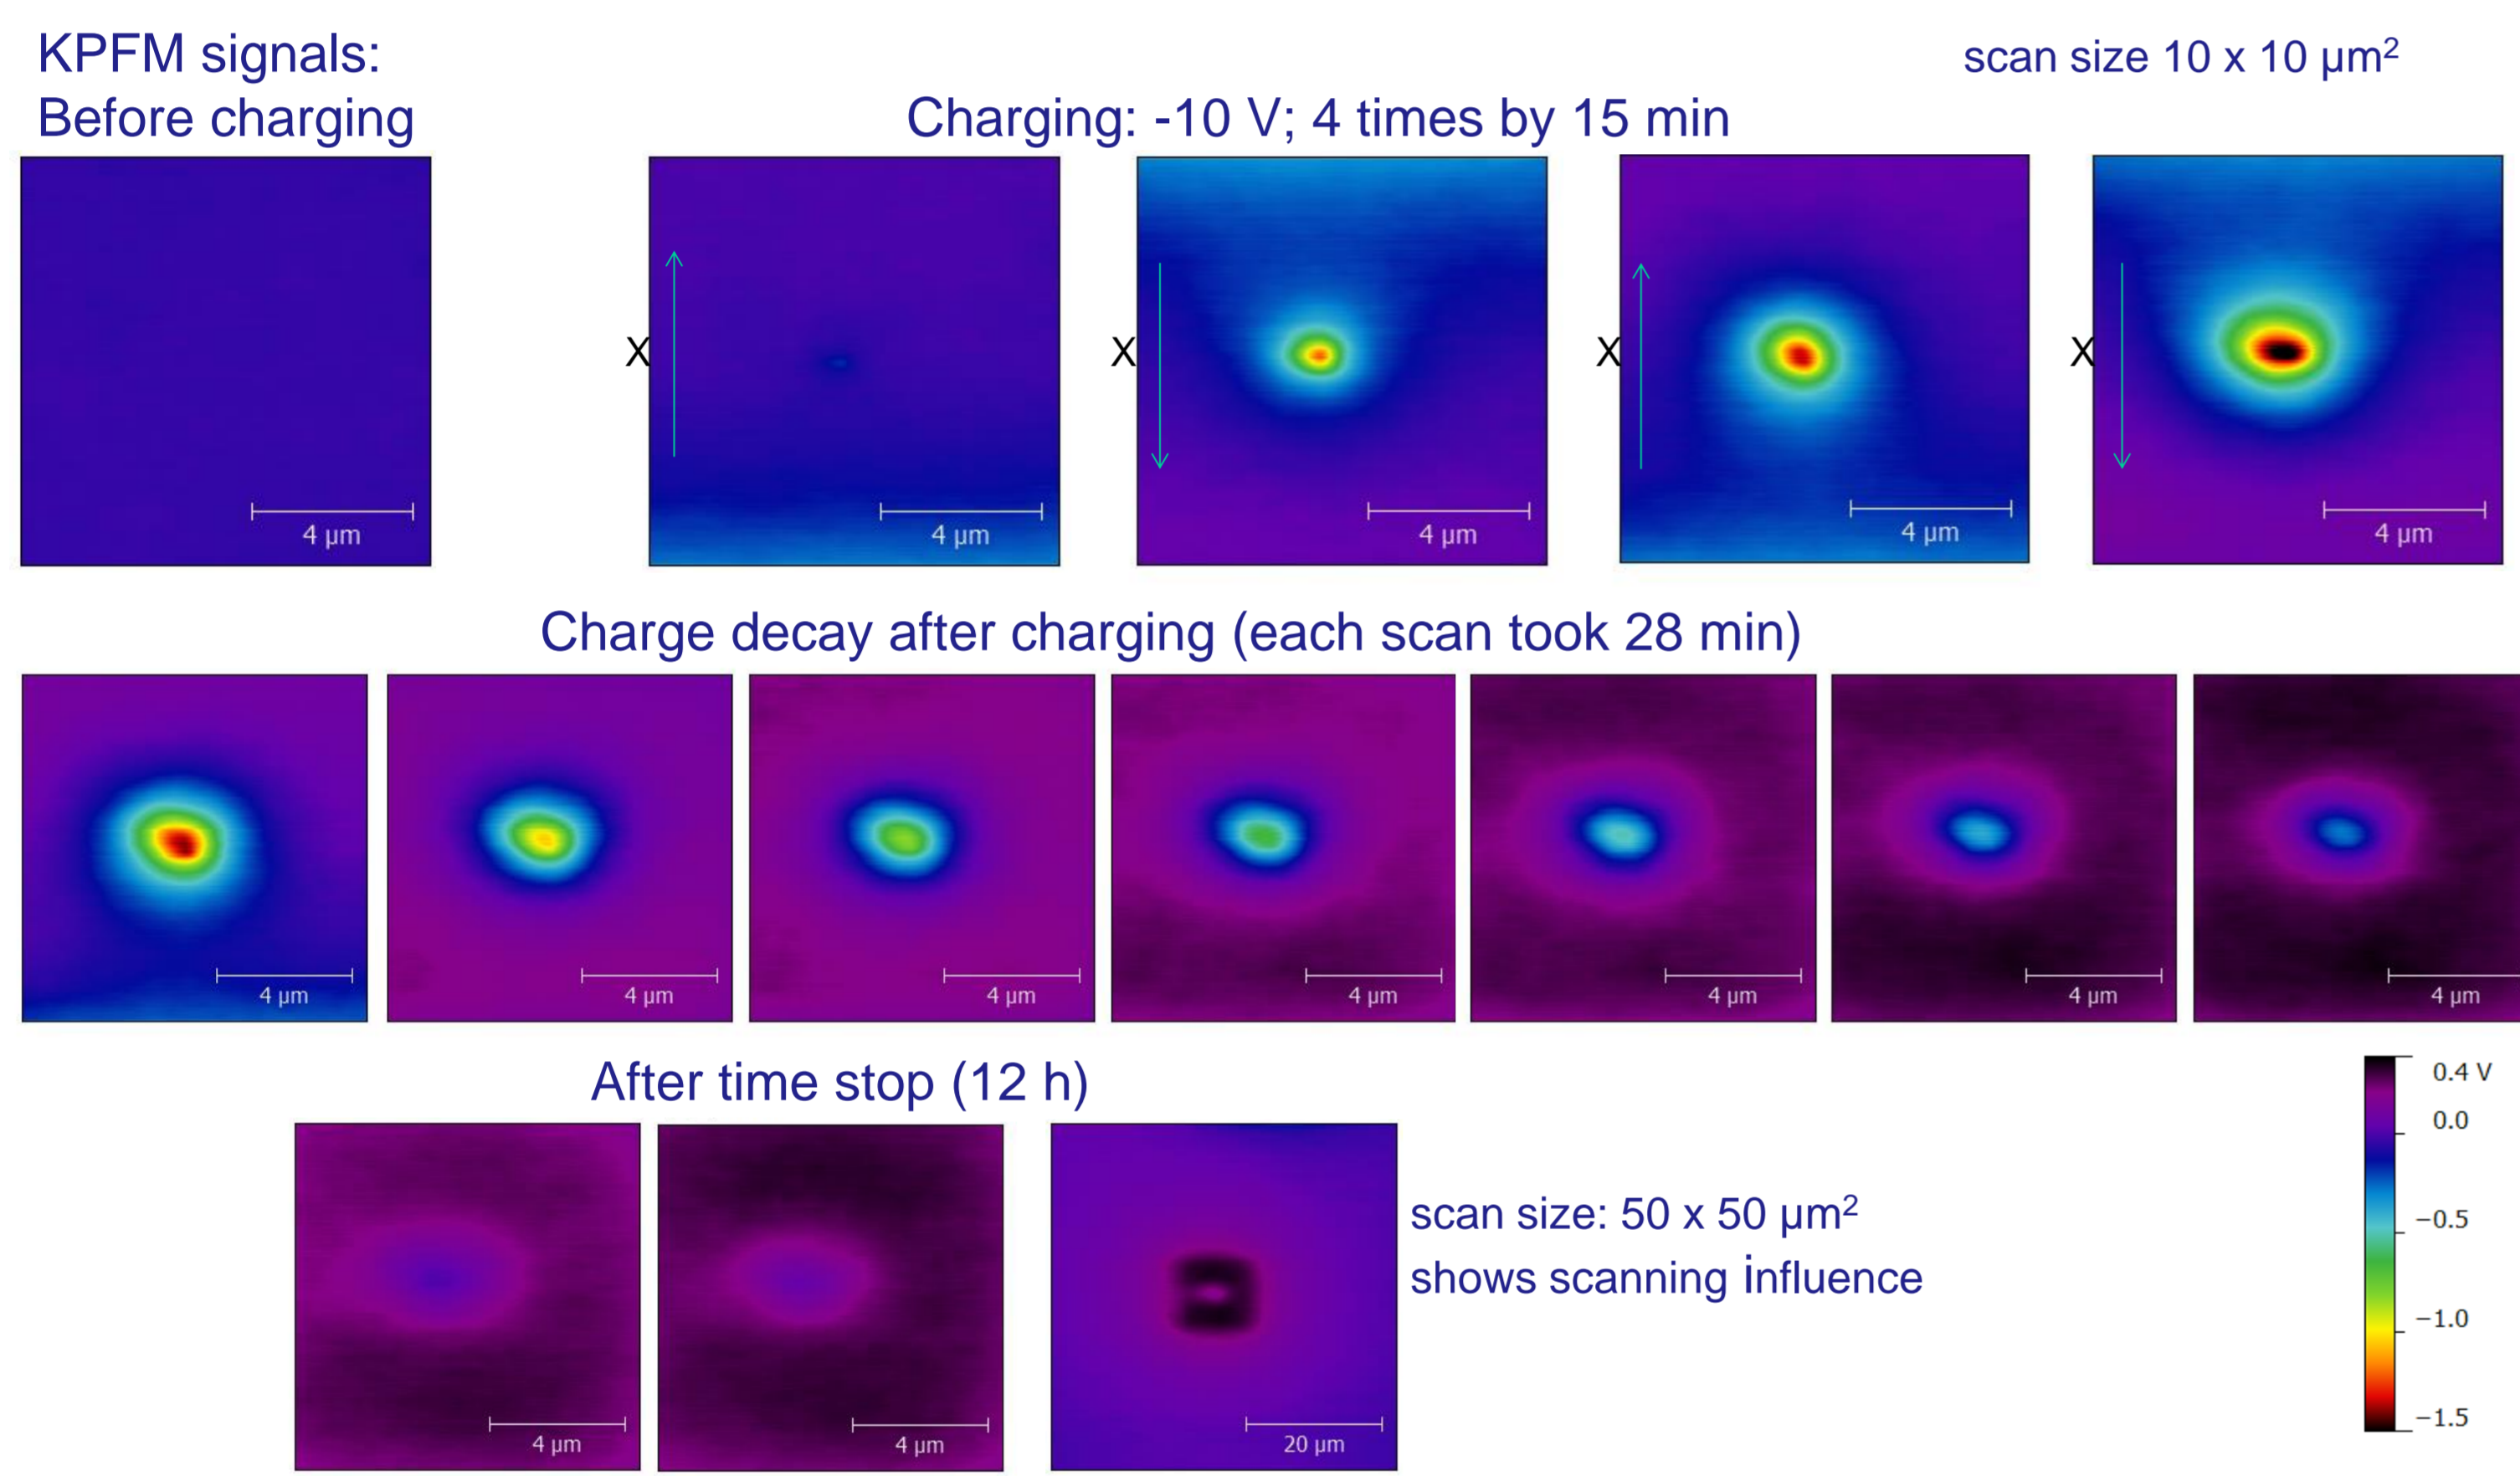 KPFM signals:
Before charging
scan size 10 x 10 µm²
Charging: -10 V; 4 times by 15 min
X
X
X
X
4 µm
4 µm
4 µm
4 µm
4 µm
Charge decay after charging (each scan took 28 min)
4 µm
4 µm
4 µm
4 µm
4 µm
4 µm
4 µm
After time stop (12 h)
4 µm
4 µm
20 µm
scan size: 50 x 50 µm²
shows scanning influence
0.4 V
0.0
−0.5
−1.0
−1.5